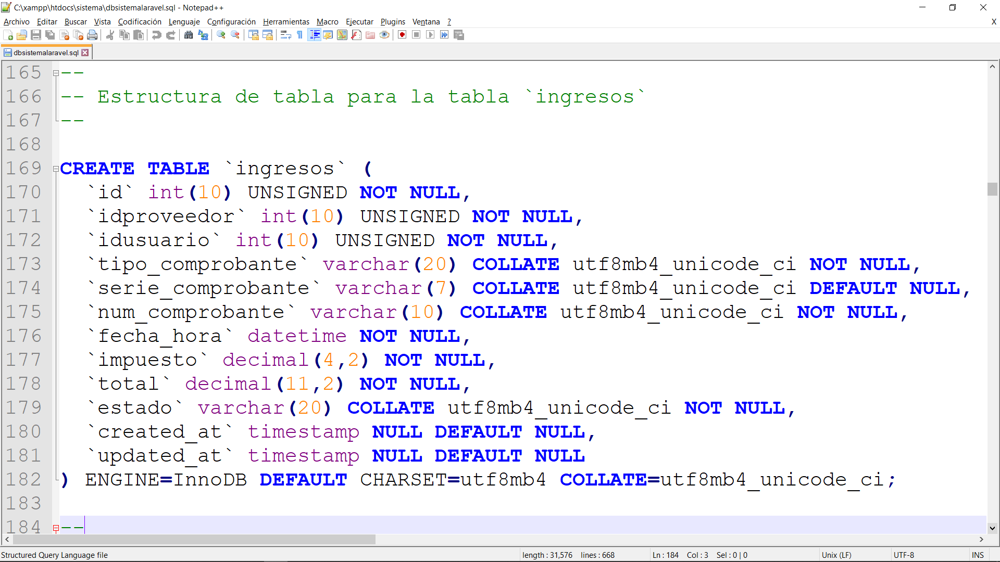 C:\xampp\htdocs\sistema\dbsistemalaravel.sql - Notepad++
Archivo Editar Buscar Vista Codificación Lenguaje Configuración Herramientas Macro Ejecutar Plugins Ventana ? X
dbsistemalaravel.sql
165 --
166 -- Estructura de tabla para la tabla `ingresos`
167 --
168
169 CREATE TABLE `ingresos` (
170 `id` int(10) UNSIGNED NOT NULL,
171 `idproveedor` int(10) UNSIGNED NOT NULL,
172 `idusuario` int(10) UNSIGNED NOT NULL,
173 `tipo_comprobante` varchar(20) COLLATE utf8mb4_unicode_ci NOT NULL,
174 `serie_comprobante` varchar(7) COLLATE utf8mb4_unicode_ci DEFAULT NULL,
175 `num_comprobante` varchar(10) COLLATE utf8mb4_unicode_ci NOT NULL,
176 `fecha_hora` datetime NOT NULL,
177 `impuesto` decimal(4,2) NOT NULL,
178 `total` decimal(11,2) NOT NULL,
179 `estado` varchar(20) COLLATE utf8mb4_unicode_ci NOT NULL,
180 `created_at` timestamp NULL DEFAULT NULL,
181 `updated_at` timestamp NULL DEFAULT NULL
182 ) ENGINE=InnoDB DEFAULT CHARSET=utf8mb4 COLLATE=utf8mb4_unicode_ci;
183
184 --
Structured Query Language file length : 31,576 lines : 668 Ln : 184 Col : 3 Sel : 0 | 0 Unix (LF) UTF-8 INS